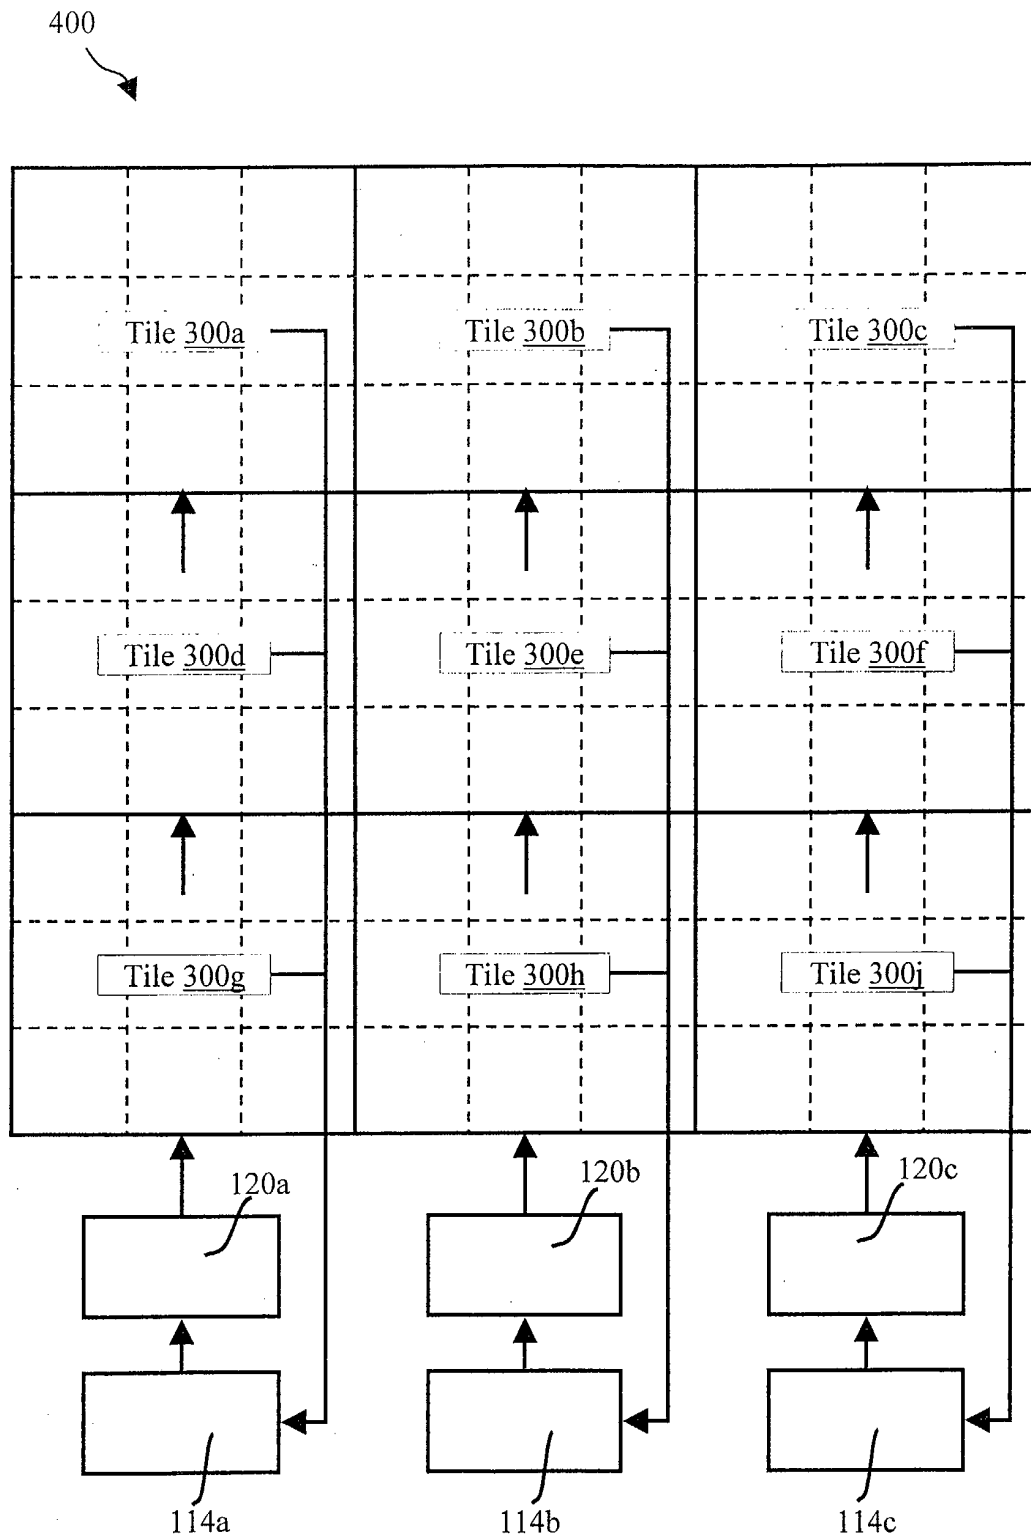 400
Tile 300a
Tile 300b
Tile 300c
Tile 300d
Tile 300e
Tile 300f
Tile 300g
Tile 300h
Tile 300j
120a
120b
120c
114a
114b
114c